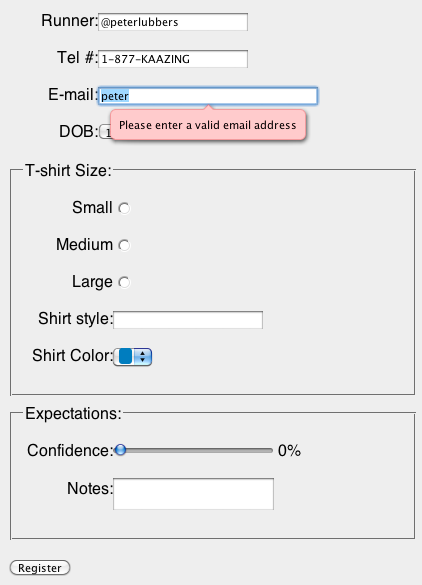 Runner: @peterlubbers
Tel #: 1-877-KAAZING
E-mail: peter
Please enter a valid email address
DOB:
T-shirt Size:
Small
Medium
Large
Shirt style:
Shirt Color:
Expectations:
Confidence: 0%
Notes:
Register